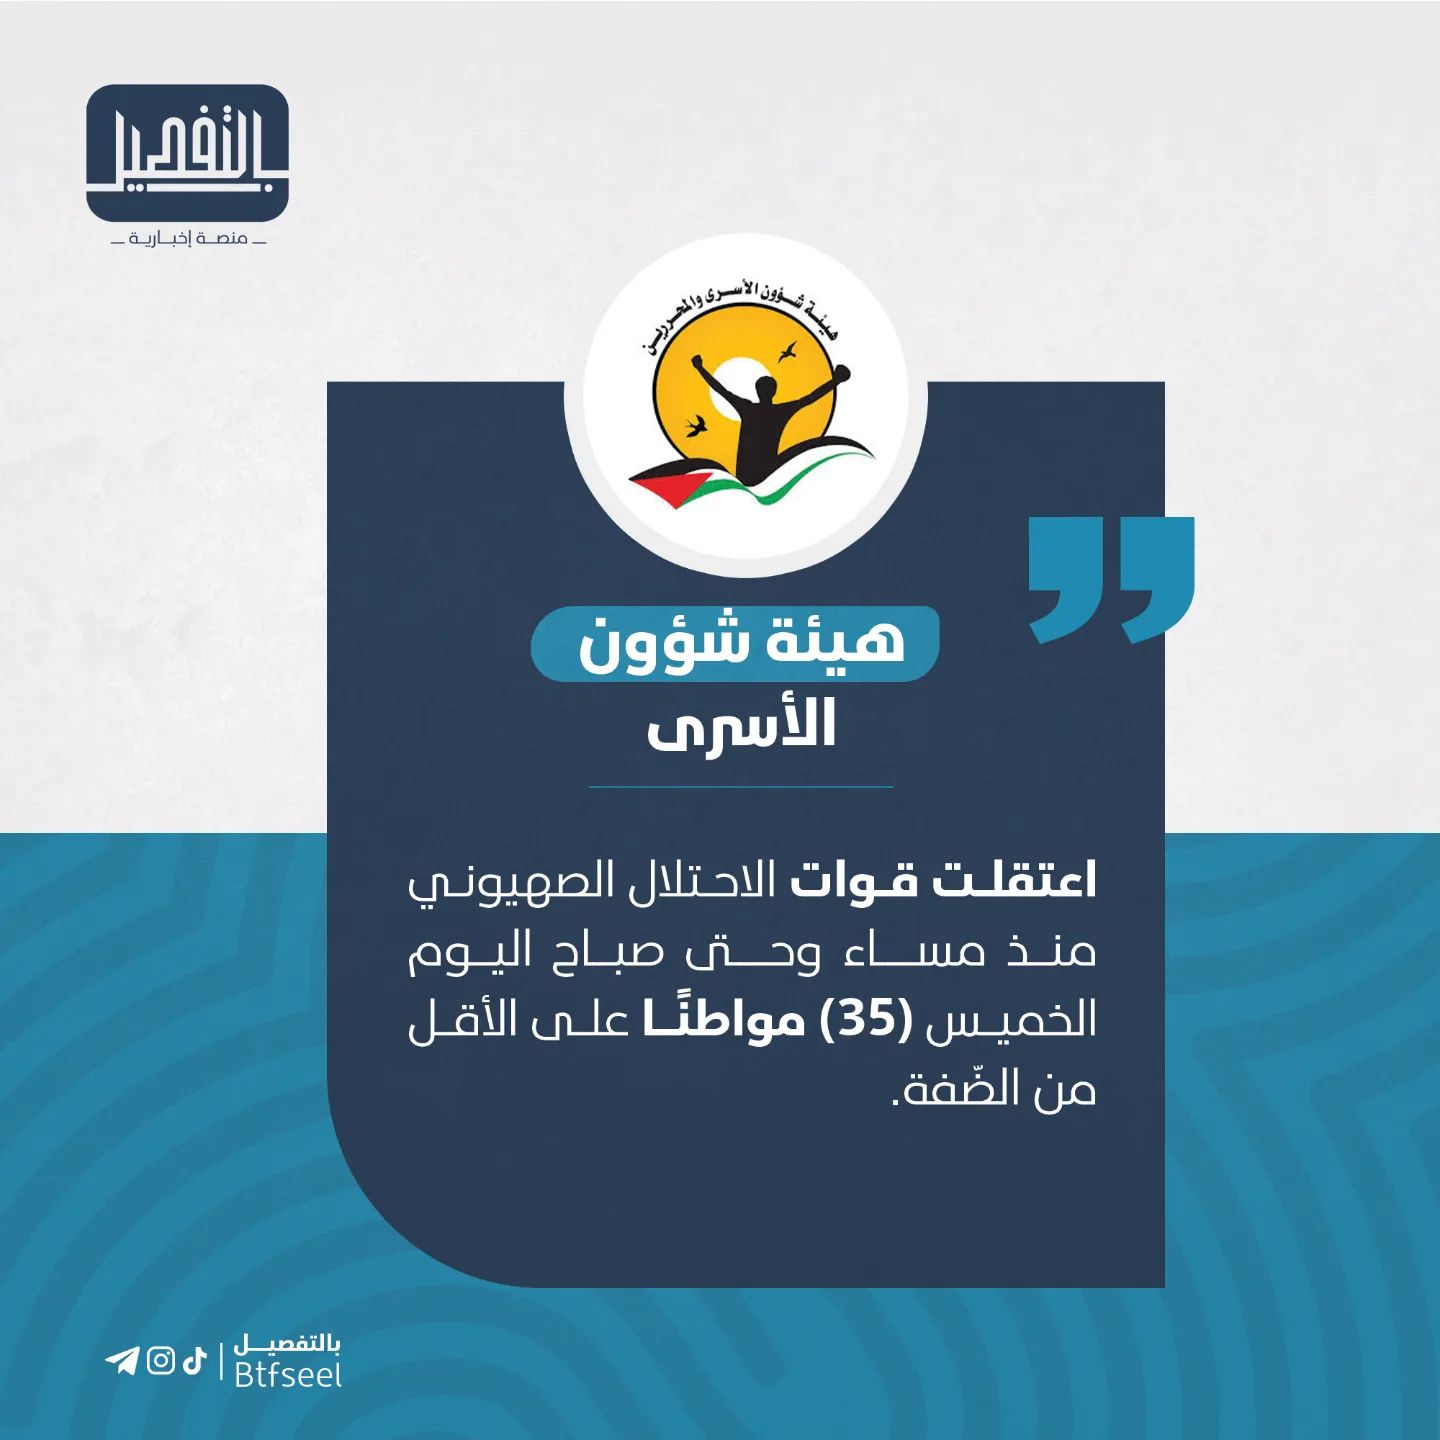 بالتفصيل
منصة إخبارية
هيئة شؤون الأسرى والمحررين
هيئة شؤون
الأسرى
اعتقلت قوات الاحتلال الصهيوني
منذ مساء وحتى صباح اليوم
الخميس (35) مواطنًا على الأقل
من الضّفة.
بالتفصيل
Btfseel